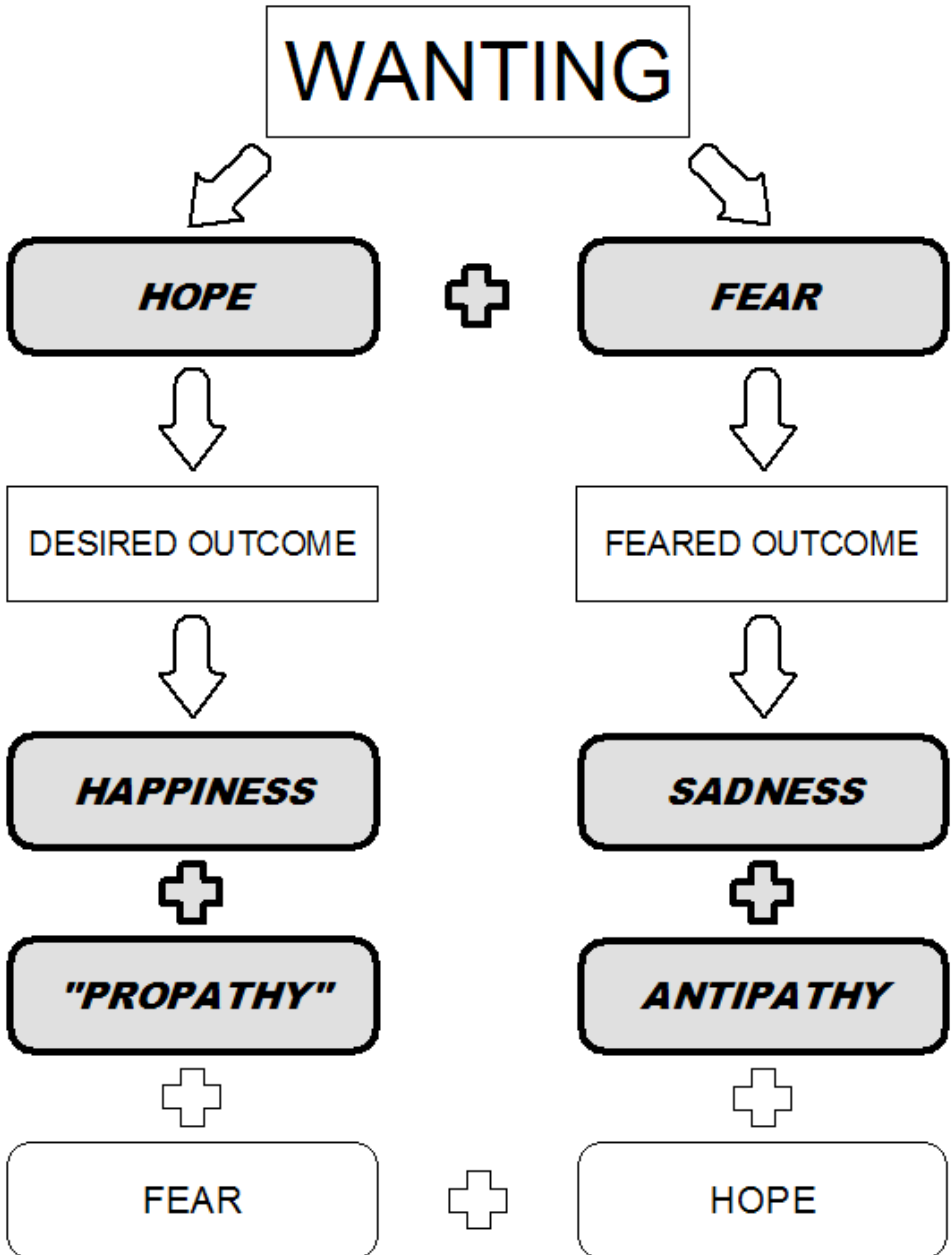 WANTING
HOPE
FEAR
DESIRED OUTCOME
FEARED OUTCOME
HAPPINESS
SADNESS
"PROPATHY"
ANTIPATHY
FEAR
HOPE